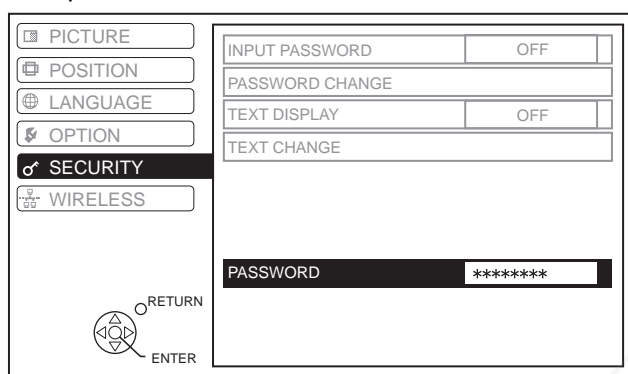 PICTURE
POSITION
LANGUAGE
OPTION
SECURITY
WIRELESS
INPUT PASSWORD OFF
PASSWORD CHANGE
TEXT DISPLAY OFF
TEXT CHANGE
PASSWORD ********
RETURN
ENTER